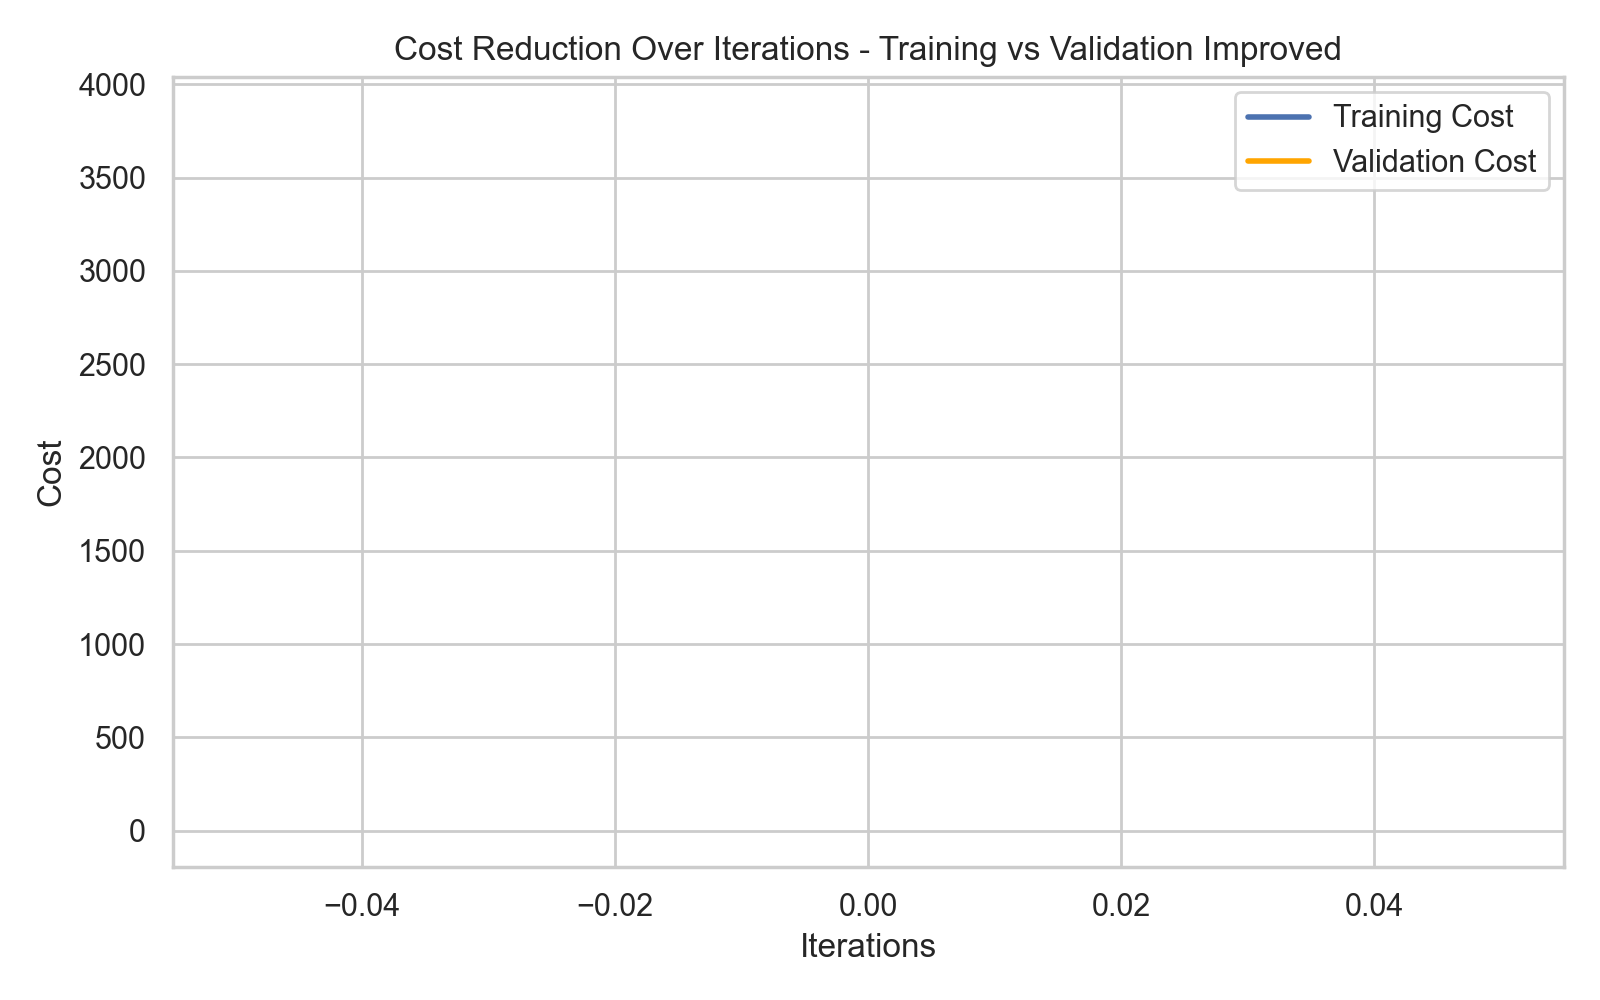 Cost Reduction Over Iterations - Training vs Validation Improved
Training Cost
Validation Cost
4000
3500
3000
2500
2000
1500
1000
500
0
Cost
−0.04 −0.02 0.00 0.02 0.04
Iterations